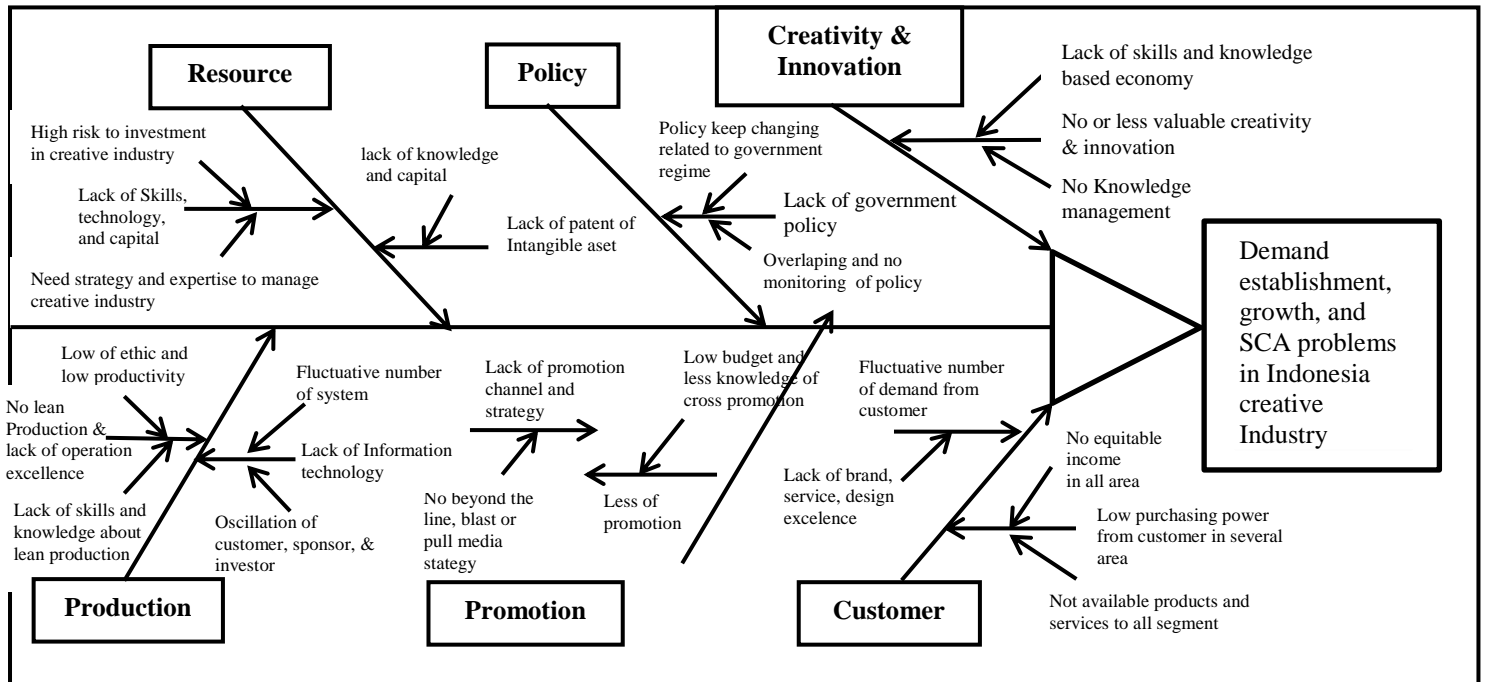 Resource
Policy
Creativity &
Innovation
Lack of skills and knowledge
based economy
No or less valuable creativity
& innovation
No Knowledge
management
High risk to investment
in creative industry
Lack of Skills,
technology,
and capital
Need strategy and expertise to manage
creative industry
lack of knowledge
and capital
Lack of patent of
Intangible aset
Policy keep changing
related to government
regime
Lack of government
policy
Overlaping and no
monitoring of policy
Demand
establishment,
growth, and
SCA problems
in Indonesia
creative
Industry
Low of ethic and
low productivity
No lean
Production &
lack of operation
excellence
Lack of skills and
knowledge about
lean production
Fluctuative number
of system
Lack of Information
technology
Oscillation of
customer, sponsor, &
investor
Lack of promotion
channel and
strategy
No beyond the
line, blast or
pull media
stategy
Low budget and
less knowledge of
cross promotion
Less of
promotion
Fluctuative number
of demand from
customer
Lack of brand,
service, design
excelence
No equitable
income
in all area
Low purchasing power
from customer in several
area
Not available products and
services to all segment
Production
Promotion
Customer